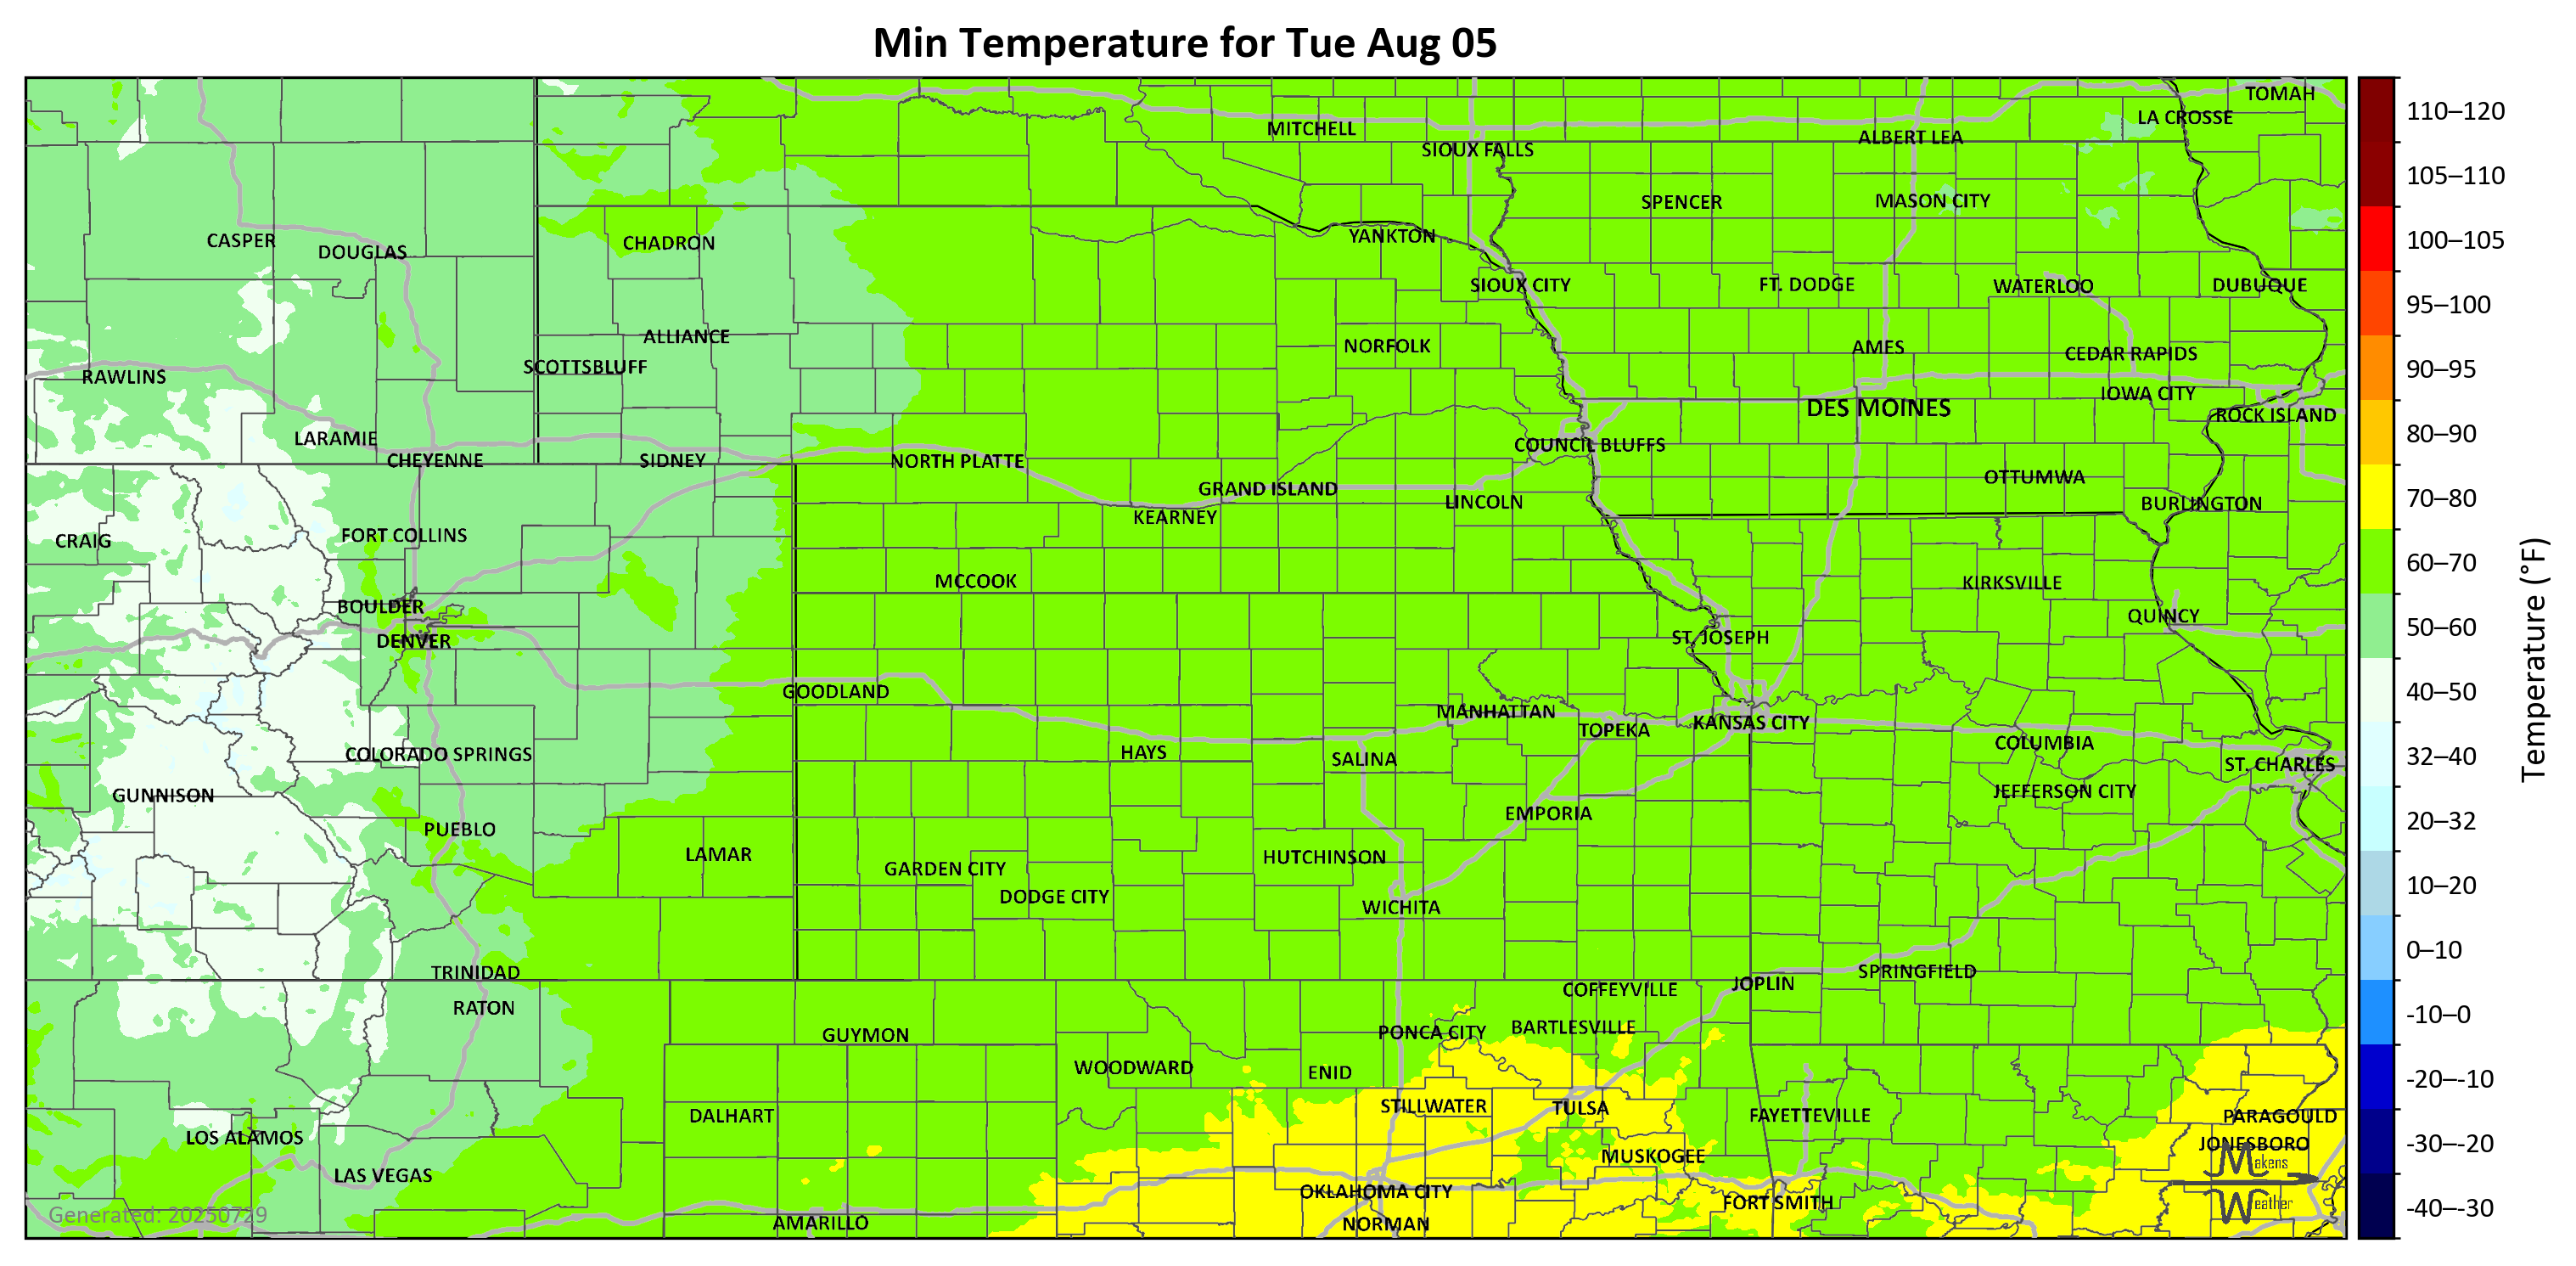 Min Temperature for Tue Aug 05
TOMAH
LA CROSSE
MITCHELL
ALBERT LEA
SIOUX FALLS
SPENCER
MASON CITY
YANKTON
CASPER
CHADRON
DOUGLAS
SIOUX CITY
FT. DODGE
WATERLOO
DUBUQUE
ALLIANCE
NORFOLK
AMES
CEDAR RAPIDS
SCOTTSBLUFF
RAWLINS
IOWA CITY
DES MOINES
ROCK ISLAND
LARAMIE
COUNCIL BLUFFS
CHEYENNE
SIDNEY
NORTH PLATTE
OTTUMWA
GRAND ISLAND
LINCOLN
BURLINGTON
KEARNEY
FORT COLLINS
CRAIG
MCCOOK
KIRKSVILLE
BOULDER
QUINCY
DENVER
ST. JOSEPH
GOODLAND
MANHATTAN
KANSAS CITY
TOPEKA
COLUMBIA
COLORADO SPRINGS
HAYS
SALINA
ST. CHARLES
GUNNISON
JEFFERSON CITY
EMPORIA
PUEBLO
LAMAR
HUTCHINSON
GARDEN CITY
DODGE CITY
WICHITA
TRINIDAD
SPRINGFIELD
JOPLIN
COFFEYVILLE
RATON
BARTLESVILLE
PONCA CITY
GUYMON
WOODWARD
ENID
STILLWATER
TULSA
DALHART
FAYETTEVILLE
PARAGOULD
LOS ALAMOS
JONESBORO
MUSKOGEE
LAS VEGAS
Makens
Weather
OKLAHOMA CITY
FORT SMITH
AMARILLO
NORMAN
Generated: 20250729
110–120
105–110
100–105
95–100
90–95
80–90
70–80
60–70
50–60
40–50
32–40
20–32
10–20
0–10
-10–0
-20–-10
-30–-20
-40–-30
Temperature (°F)